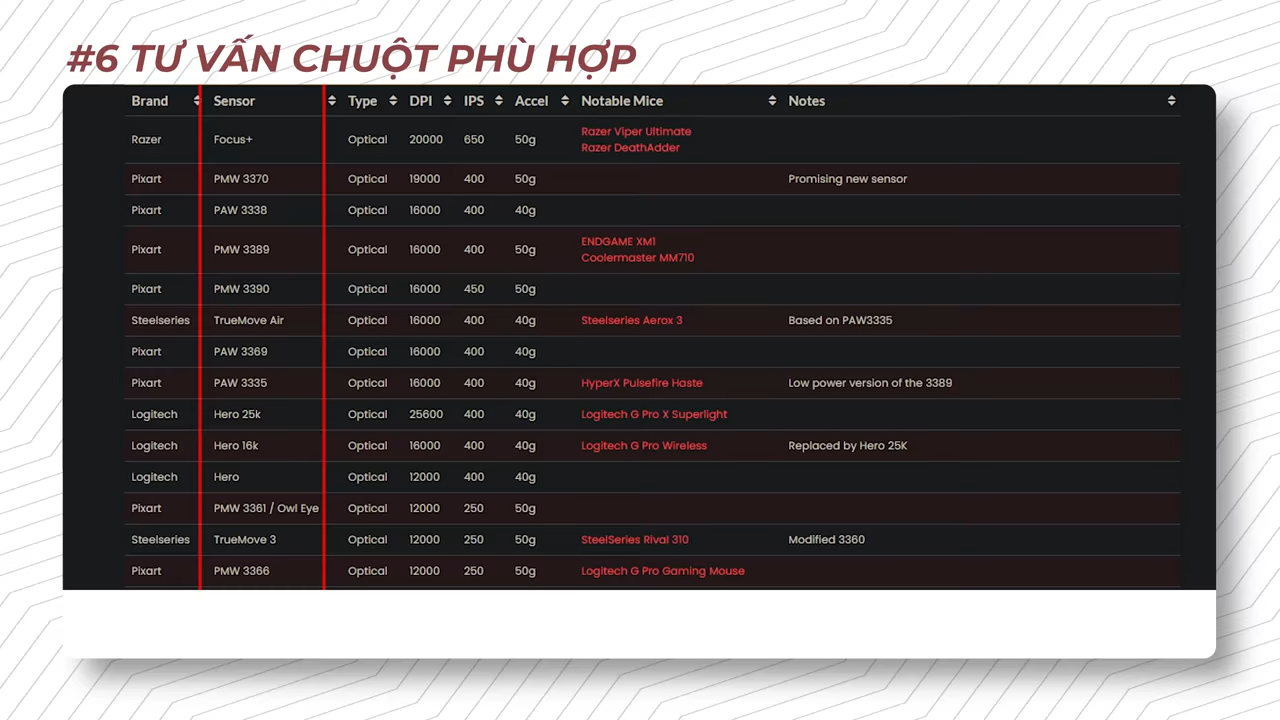 #6 TƯ VẤN CHUỘT PHÙ HỢP
Brand Sensor Type DPI IPS Accel Notable Mice Notes
Razer Focus+ Optical 20000 650 50g Razer Viper Ultimate
Razer DeathAdder
Pixart PMW 3370 Optical 19000 400 50g Promising new sensor
Pixart PAW 3338 Optical 16000 400 40g
Pixart PMW 3389 Optical 16000 400 50g ENDGAME XM1
Coolermaster MM710
Pixart PMW 3390 Optical 16000 450 50g
Steelseries TrueMove Air Optical 16000 400 40g Steelseries Aerox 3 Based on PAW3335
Pixart PAW 3369 Optical 16000 400 40g
Pixart PAW 3335 Optical 16000 400 40g HyperX Pulsefire Haste Low power version of the 3389
Logitech Hero 25k Optical 25600 400 40g Logitech G Pro X Superlight
Logitech Hero 16k Optical 16000 400 40g Logitech G Pro Wireless Replaced by Hero 25K
Logitech Hero Optical 12000 400 40g
Pixart PMW 3361 / Owl Eye Optical 12000 250 50g
Steelseries TrueMove 3 Optical 12000 250 50g SteelSeries Rival 310 Modified 3360
Pixart PMW 3366 Optical 12000 250 50g Logitech G Pro Gaming Mouse